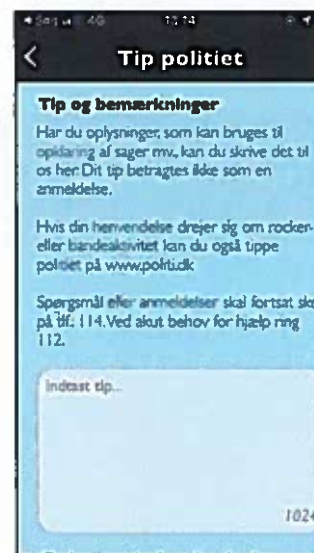 4G 13:14
Tip politiet
Tip og bemærkninger
Har du oplysninger, som kan bruges til
opklaring af sager mv., kan du skrive det til
os her. Dit tip betragtes ikke som en
anmeldelse.
Hvis din henvendelse drejer sig om rocker-
eller bandeaktivitet kan du også tippe
politiet på www.politi.dk
Spørgsmål eller anmeldelser skal fortsat ske
på tlf.: 114. Ved akut behov for hjælp ring
112.
Indtast tip...
1024